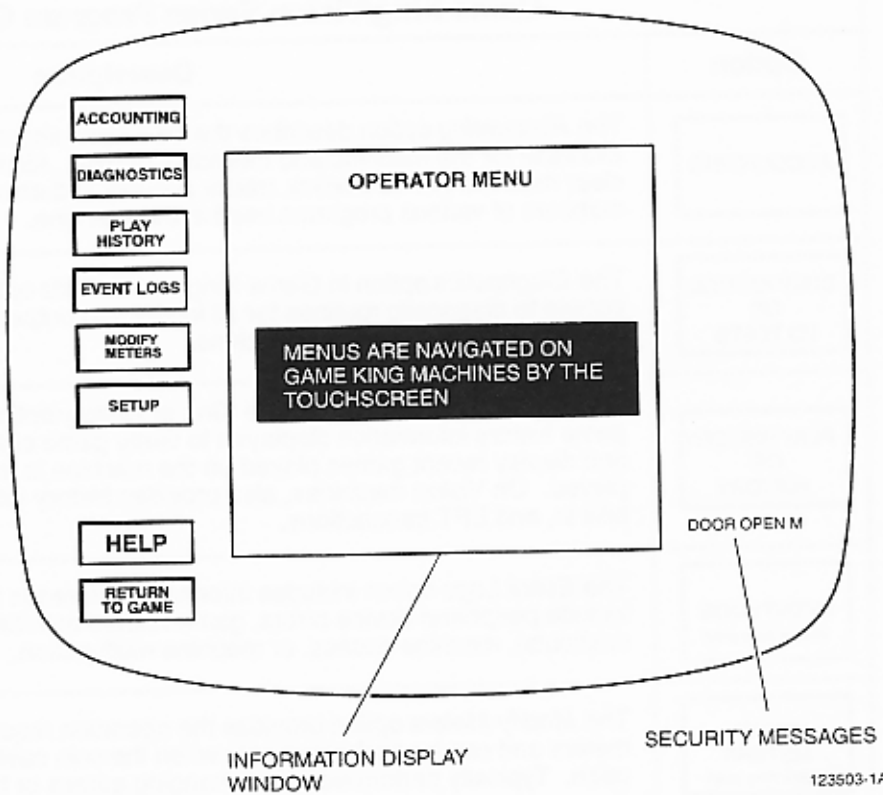 ACCOUNTING
DIAGNOSTICS
PLAY
HISTORY
EVENT LOGS
MODIFY
METERS
SETUP
HELP
RETURN
TO GAME
OPERATOR MENU
MENUS ARE NAVIGATED ON
GAME KING MACHINES BY THE
TOUCHSCREEN
DOOR OPEN M
INFORMATION DISPLAY
WINDOW
SECURITY MESSAGES
123503-1A